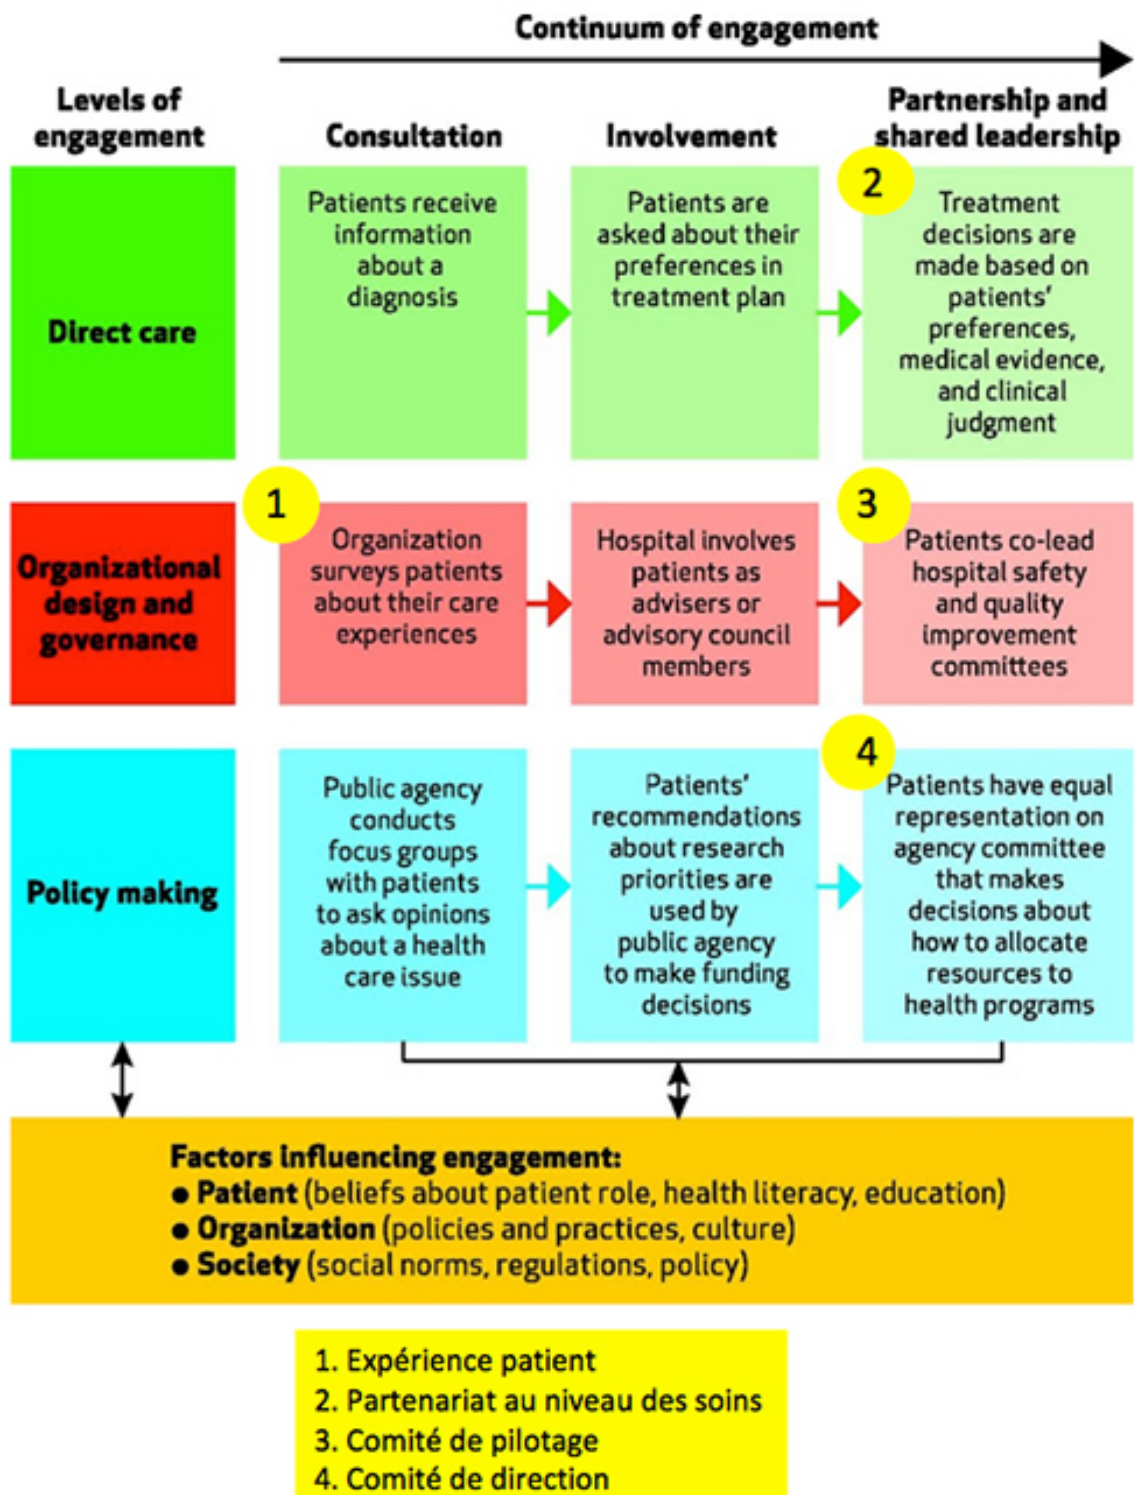 Continuum of engagement
Levels of
engagement
Consultation
Involvement
Partnership and
shared leadership
Direct care
Patients receive
information
about a
diagnosis
Patients are
asked about their
preferences in
treatment plan
2
Treatment
decisions are
made based on
patients’
preferences,
medical evidence,
and clinical
judgment
Organizational
design and
governance
1
Organization
surveys patients
about their care
experiences
Hospital involves
patients as
advisers or
advisory council
members
3
Patients co-lead
hospital safety
and quality
improvement
committees
Policy making
Public agency
conducts
focus groups
with patients
to ask opinions
about a health
care issue
Patients’
recommendations
about research
priorities are
used by
public agency
to make funding
decisions
4
Patients have equal
representation on
agency committee
that makes
decisions about
how to allocate
resources to
health programs
Factors influencing engagement:
● Patient (beliefs about patient role, health literacy, education)
● Organization (policies and practices, culture)
● Society (social norms, regulations, policy)
1. Expérience patient
2. Partenariat au niveau des soins
3. Comité de pilotage
4. Comité de direction